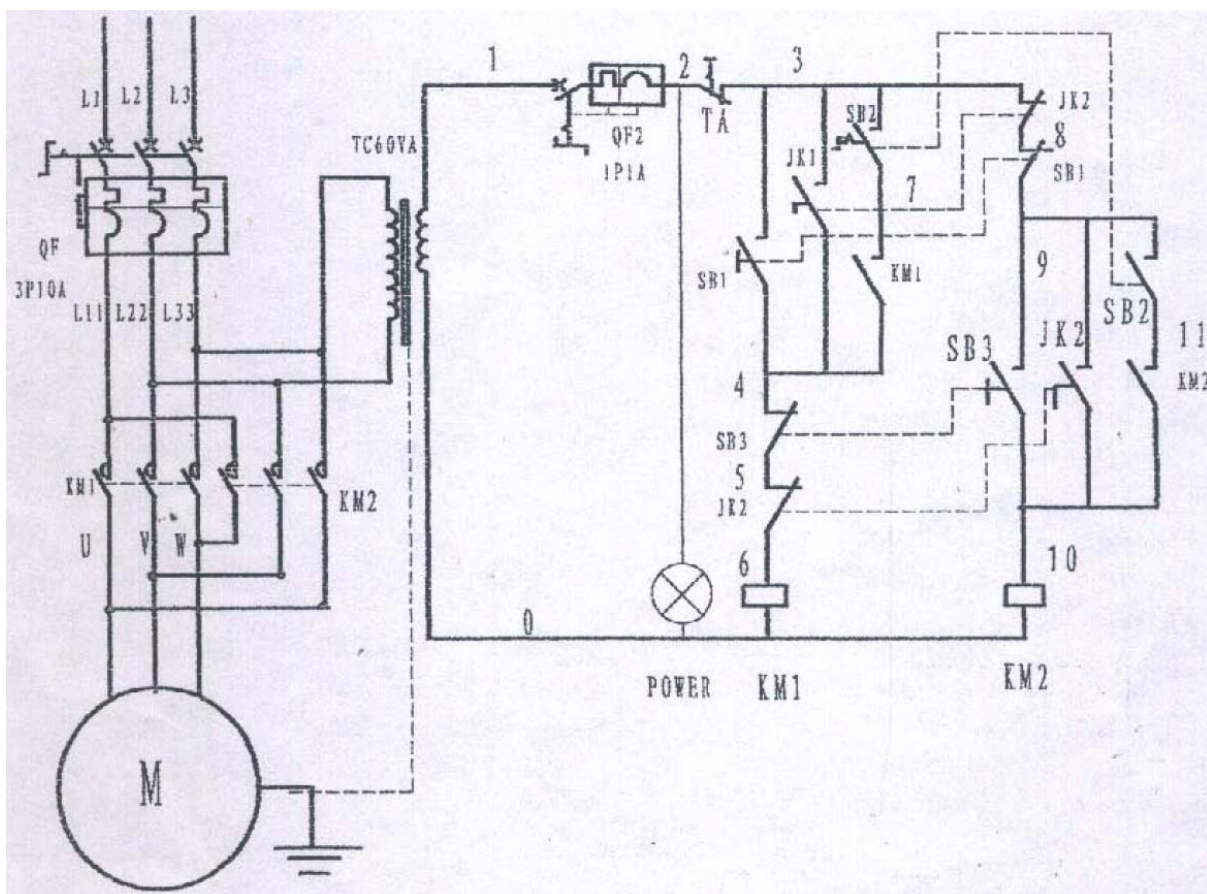 L1 L2 L3
QF
3P10A
L11 L22 L33
KM1
KM2
U V W
M
TC60VA
1
QF2
1P1A
2
TA
3
SB2
JK1
7
SB1
KM1
4
SB3
5
JK2
6
0
POWER
KM1
JK2
8
SB1
9
SB3
JK2
SB2
11
KM2
10
KM2